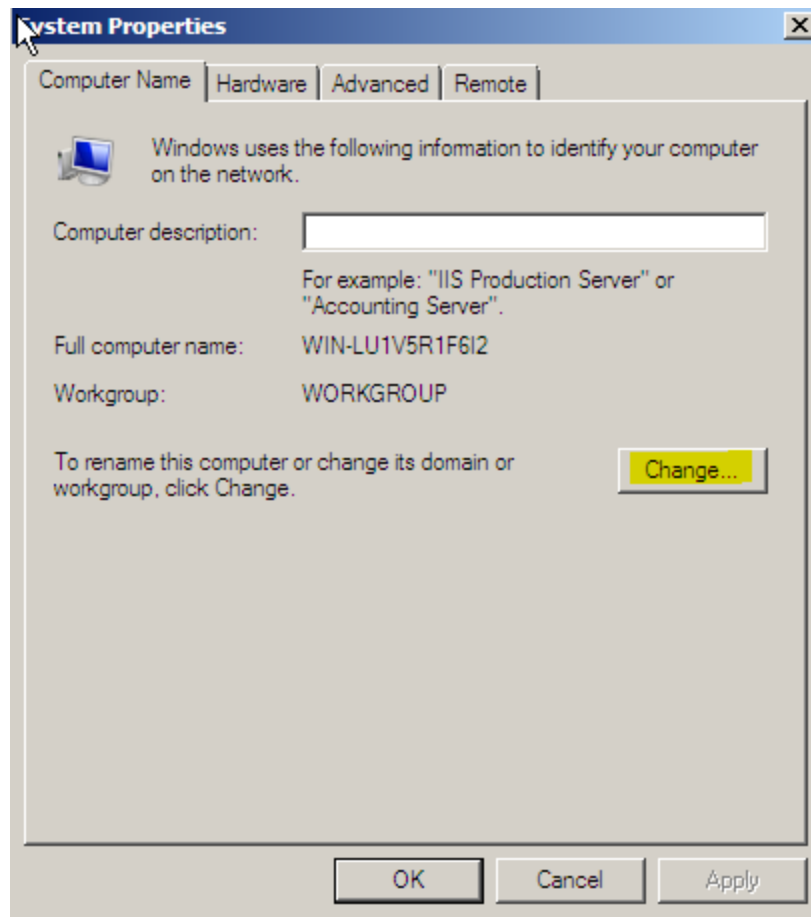 System Properties
Computer Name Hardware Advanced Remote
Windows uses the following information to identify your computer
on the network.
Computer description:
For example: "IIS Production Server" or
"Accounting Server".
Full computer name: WIN-LU1V5R1F6I2
Workgroup: WORKGROUP
To rename this computer or change its domain or
workgroup, click Change.
Change...
OK Cancel Apply